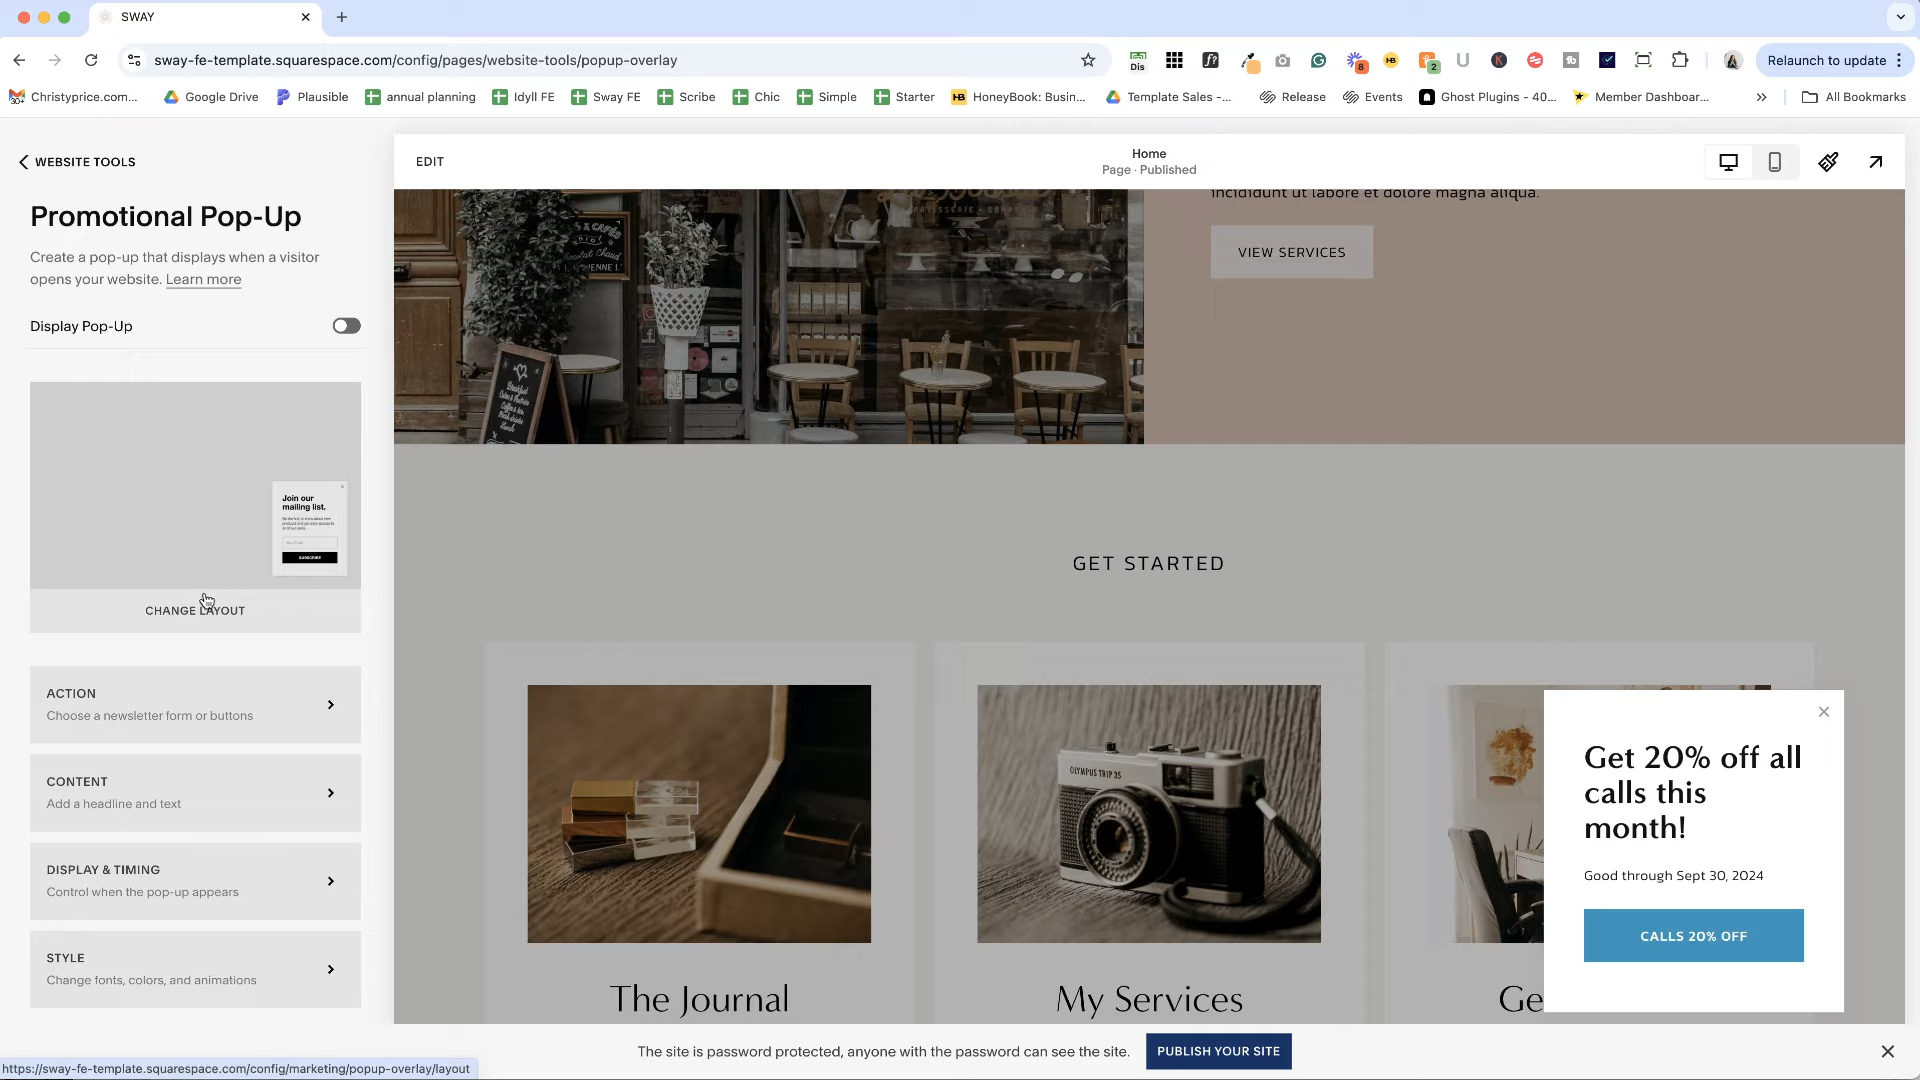 SWAY
sway-fe-template.squarespace.com/config/pages/website-tools/popup-overlay
Dis
8
2
Relaunch to update
Christyprice.com...
Google Drive
Plausible
annual planning
Idyll FE
Sway FE
Scribe
Chic
Simple
Starter
HoneyBook: Busin...
Template Sales -...
Release
Events
Ghost Plugins - 40...
Member Dashboar...
All Bookmarks
WEBSITE TOOLS
Promotional Pop-Up
Create a pop-up that displays when a visitor
opens your website. Learn more
Display Pop-Up
Join our
mailing list.
SUBSCRIBE
CHANGE LAYOUT
ACTION
Choose a newsletter form or buttons
CONTENT
Add a headline and text
DISPLAY & TIMING
Control when the pop-up appears
STYLE
Change fonts, colors, and animations
EDIT
Home
Page · Published
incididunt ut labore et dolore magna aliqua.
VIEW SERVICES
GET STARTED
OLYMPUS TRIP 35
The Journal
My Services
Ge
Get 20% off all
calls this
month!
Good through Sept 30, 2024
CALLS 20% OFF
The site is password protected, anyone with the password can see the site.
PUBLISH YOUR SITE
https://sway-fe-template.squarespace.com/config/marketing/popup-overlay/layout